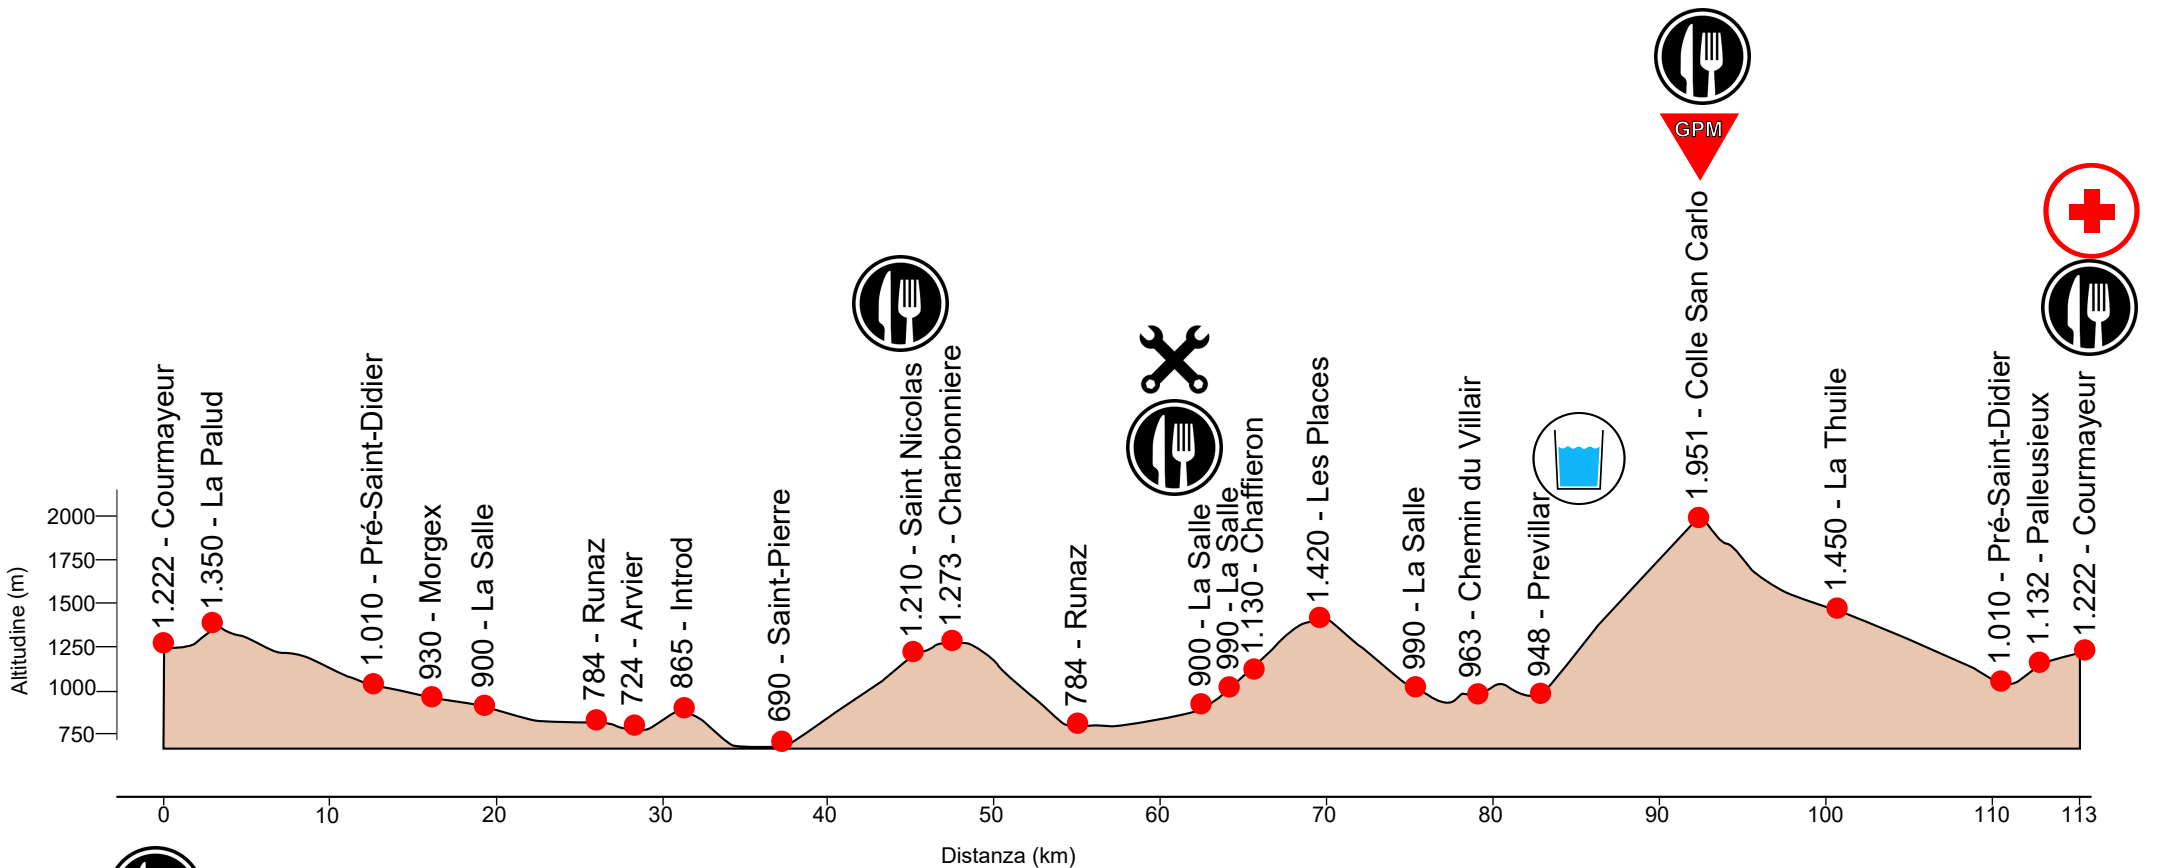 GPM
1.222 - Courmayeur
1.350 - La Palud
1.010 - Pré-Saint-Didier
930 - Morgex
900 - La Salle
784 - Runaz
724 - Arvier
865 - Introd
690 - Saint-Pierre
1.210 - Saint Nicolas
1.273 - Charbonniere
784 - Runaz
900 - La Salle
990 - La Salle
1.130 - Chaffieron
1.420 - Les Places
990 - La Salle
963 - Chemin du Villair
948 - Previllar
1.951 - Colle San Carlo
1.450 - La Thuile
1.010 - Pré-Saint-Didier
1.132 - Palleusieux
1.222 - Courmayeur
Altitudine (m)
2000
1750
1500
1250
1000
750
0
10
20
30
40
50
60
70
80
90
100
110
113
Distanza (km)